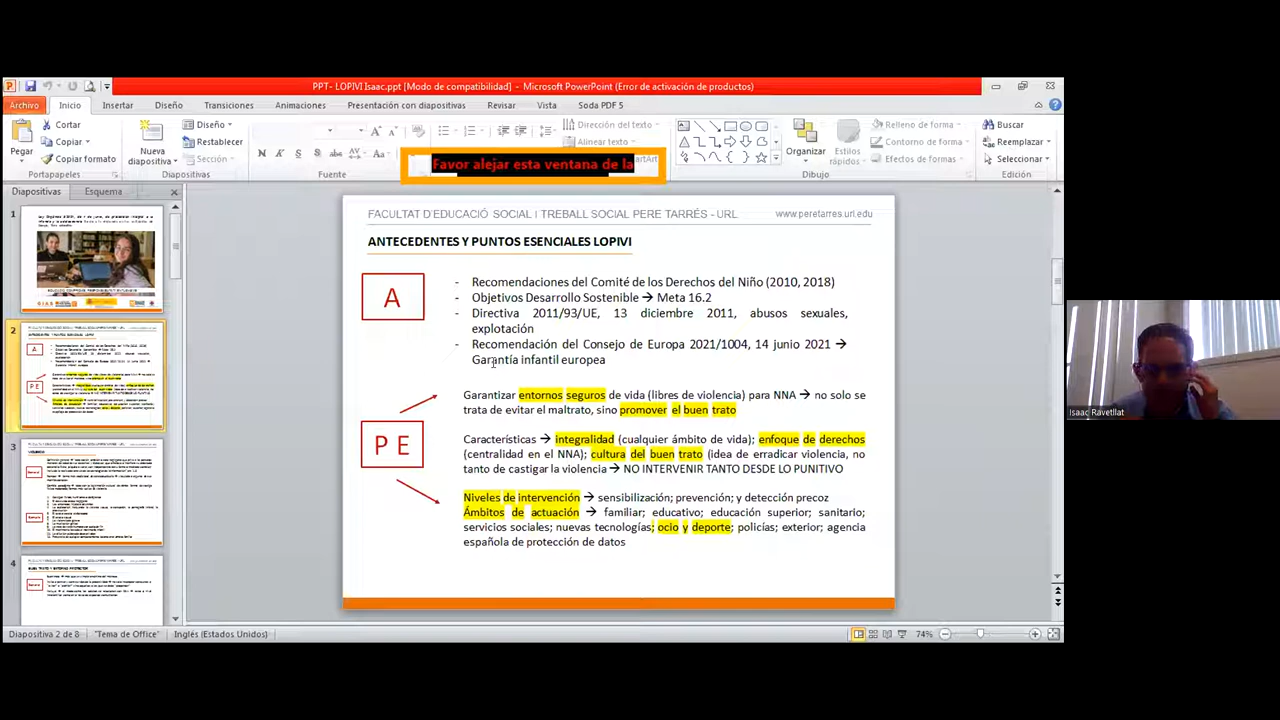 PPT- LOPIVI Isaac.ppt [Modo de compatibilidad] - Microsoft PowerPoint (Error de activación de productos)
Archivo Inicio Insertar Diseño Transiciones Animaciones Presentación con diapositivas Revisar Vista Soda PDF 5
Pegar
Cortar
Copiar
Copiar formato
Portapapeles
Nueva diapositiva
Diseño
Restablecer
Sección
Diapositivas
N K S S abc AV Aa
Fuente
Dirección del texto
Alinear texto
Favor alejar esta ventana de la
Organizar
Estilos rápidos
Relleno de forma
Contorno de forma
Efectos de formas
Dibujo
Buscar
Reemplazar
Seleccionar
Edición
Diapositivas Esquema
1
2
3
4
FACULTAT D'EDUCACIÓ SOCIAL I TREBALL SOCIAL PERE TARRÉS - URL www.peretarres.url.edu
ANTECEDENTES Y PUNTOS ESENCIALES LOPIVI
A
- Recomendaciones del Comité de los Derechos del Niño (2010, 2018)
- Objetivos Desarrollo Sostenible → Meta 16.2
- Directiva 2011/93/UE, 13 diciembre 2011, abusos sexuales,
explotación
- Recomendación del Consejo de Europa 2021/1004, 14 junio 2021 →
Garantía infantil europea
P E
Garantizar entornos seguros de vida (libres de violencia) para NNA → no solo se
trata de evitar el maltrato, sino promover el buen trato
Características → integralidad (cualquier ámbito de vida); enfoque de derechos
(centralidad en el NNA); cultura del buen trato (idea de erradicar violencia, no
tanto de castigar la violencia → NO INTERVENIR TANTO DESDE LO PUNITIVO
Niveles de intervención → sensibilización; prevención; y detección precoz
Ámbitos de actuación → familiar; educativo; educación superior; sanitario;
servicios sociales; nuevas tecnologías; ocio y deporte; policías; exterior; agencia
española de protección de datos
Diapositiva 2 de 8 "Tema de Office" Inglés (Estados Unidos) 74%
Isaac Ravetllat